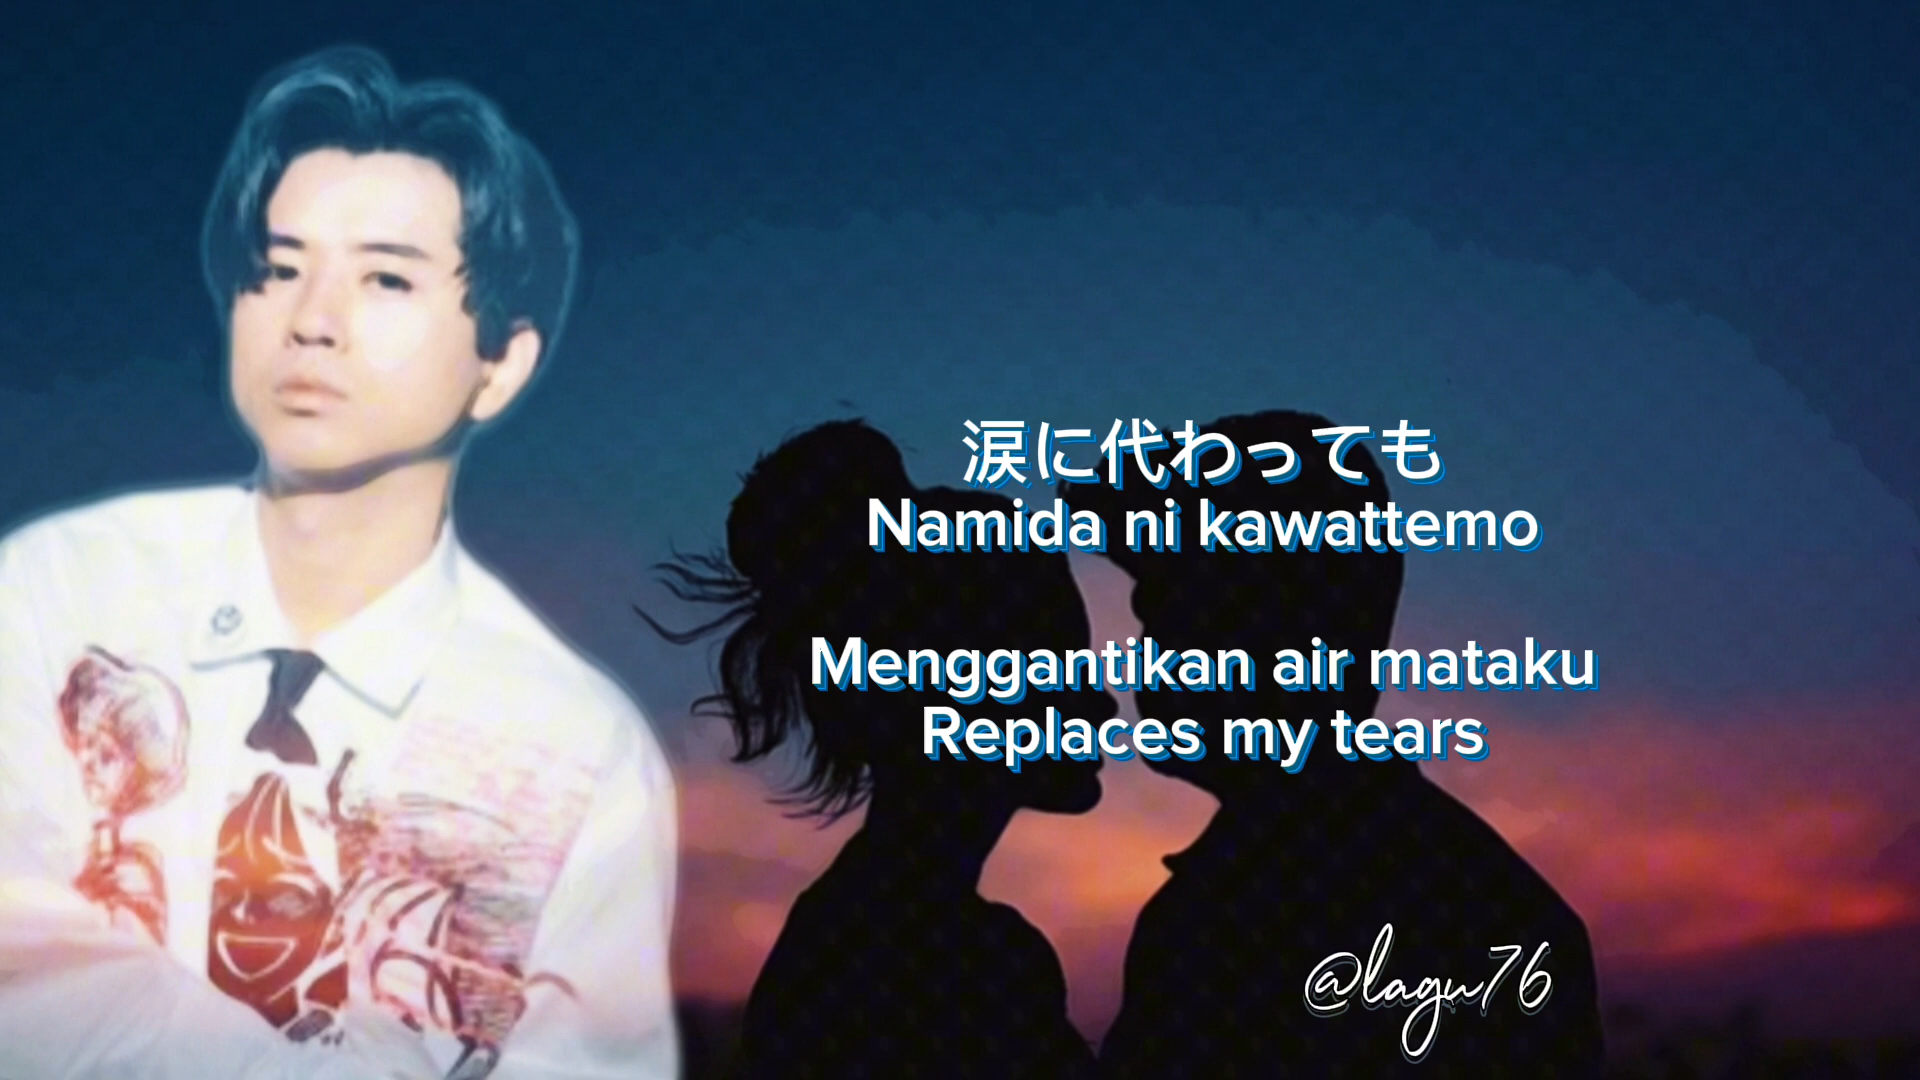 涙に代わっても
Namida ni kawattemo
Menggantikan air mataku
Replaces my tears
@lagu76